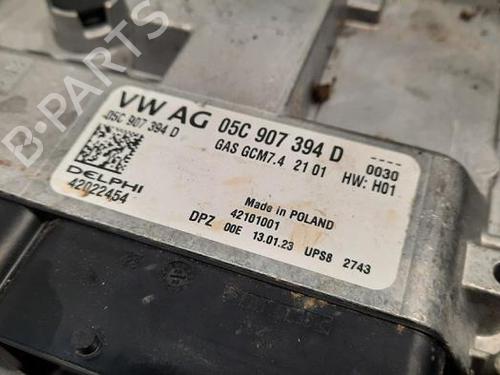 VW AG 05C 907 394 D ----
05C 907 394 D
GAS GCM7.4 21 01 0030
HW: H01
DELPHI
42022454
Made in POLAND
42101001
DPZ 00E 13.01.23 UPS8 2743